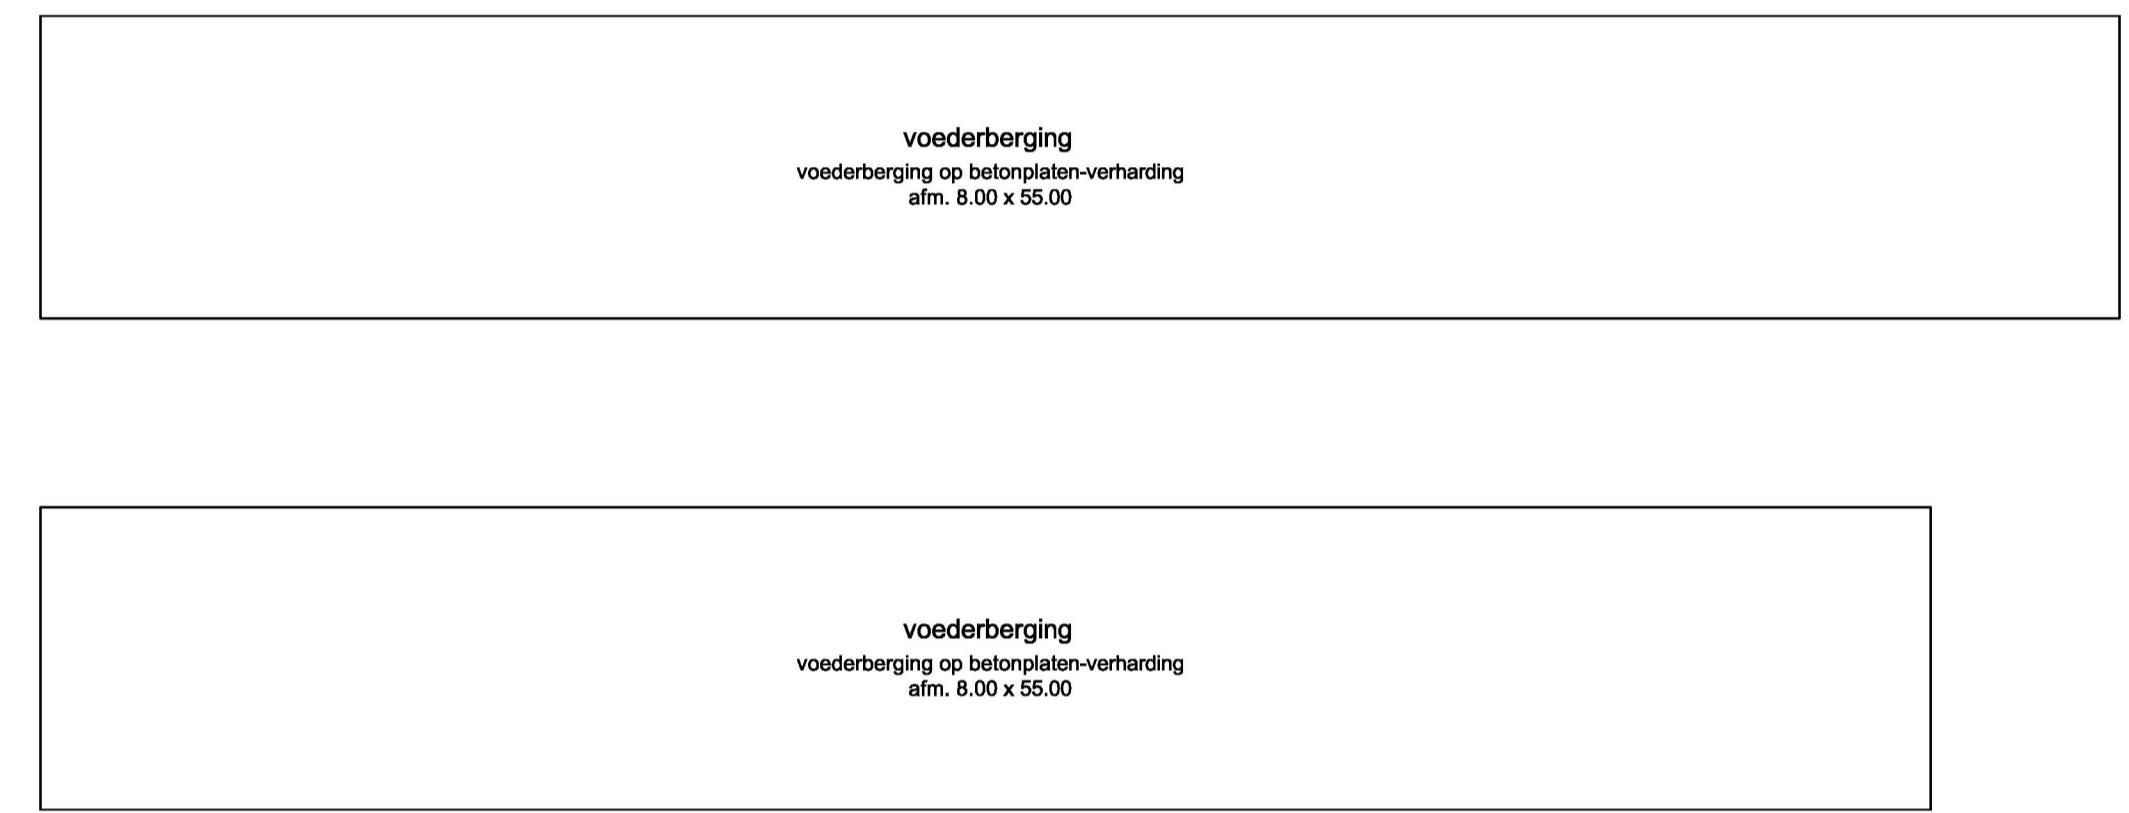 voederberging
voederberging op betonplaten-verharding
afm. 8.00 x 55.00
voederberging
voederberging op betonplaten-verharding
afm. 8.00 x 55.00